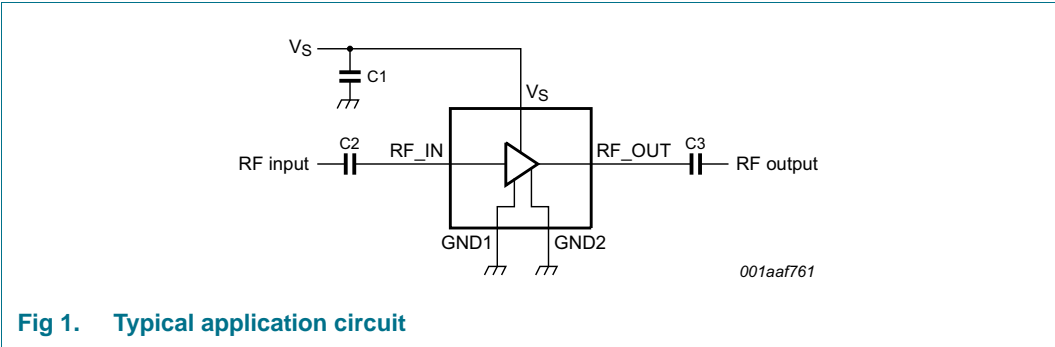 VS
C1
VS
C2
RF_IN
RF_OUT
C3
RF input
RF output
GND1
GND2
001aaf761
Fig 1. Typical application circuit